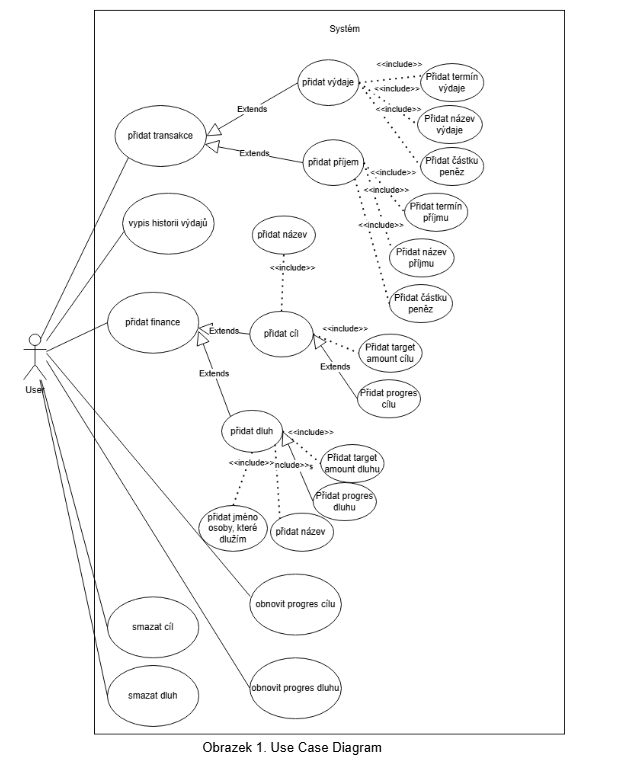 Systém
<<include>>
přidat výdaje
Přidat termín
výdaje
<<include>>
Extends
<<include>>
Přidat název
výdaje
přidat transakce
Extends
přidat příjem
Přidat částku
peněz
<<include>>
<<include>>
Přidat termín
příjmu
vypis historii výdajů
<<include>>
přidat název
Přidat název
příjmu
<<include>>
Přidat částku
peněz
přidat finance
Extends
přidat cíl
<<include>>
Přidat target
amount cílu
Extends
Extends
User
Přidat progres
cílu
přidat dluh
<<include>>
Přidat target
amount dluhu
<<include>>
nclude>>
Přidat progres
dluhu
přidat jméno
osoby, které
dlužím
přidat název
obnovit progres cílu
smazat cíl
obnovit progres dluhu
smazat dluh
Obrazek 1. Use Case Diagram